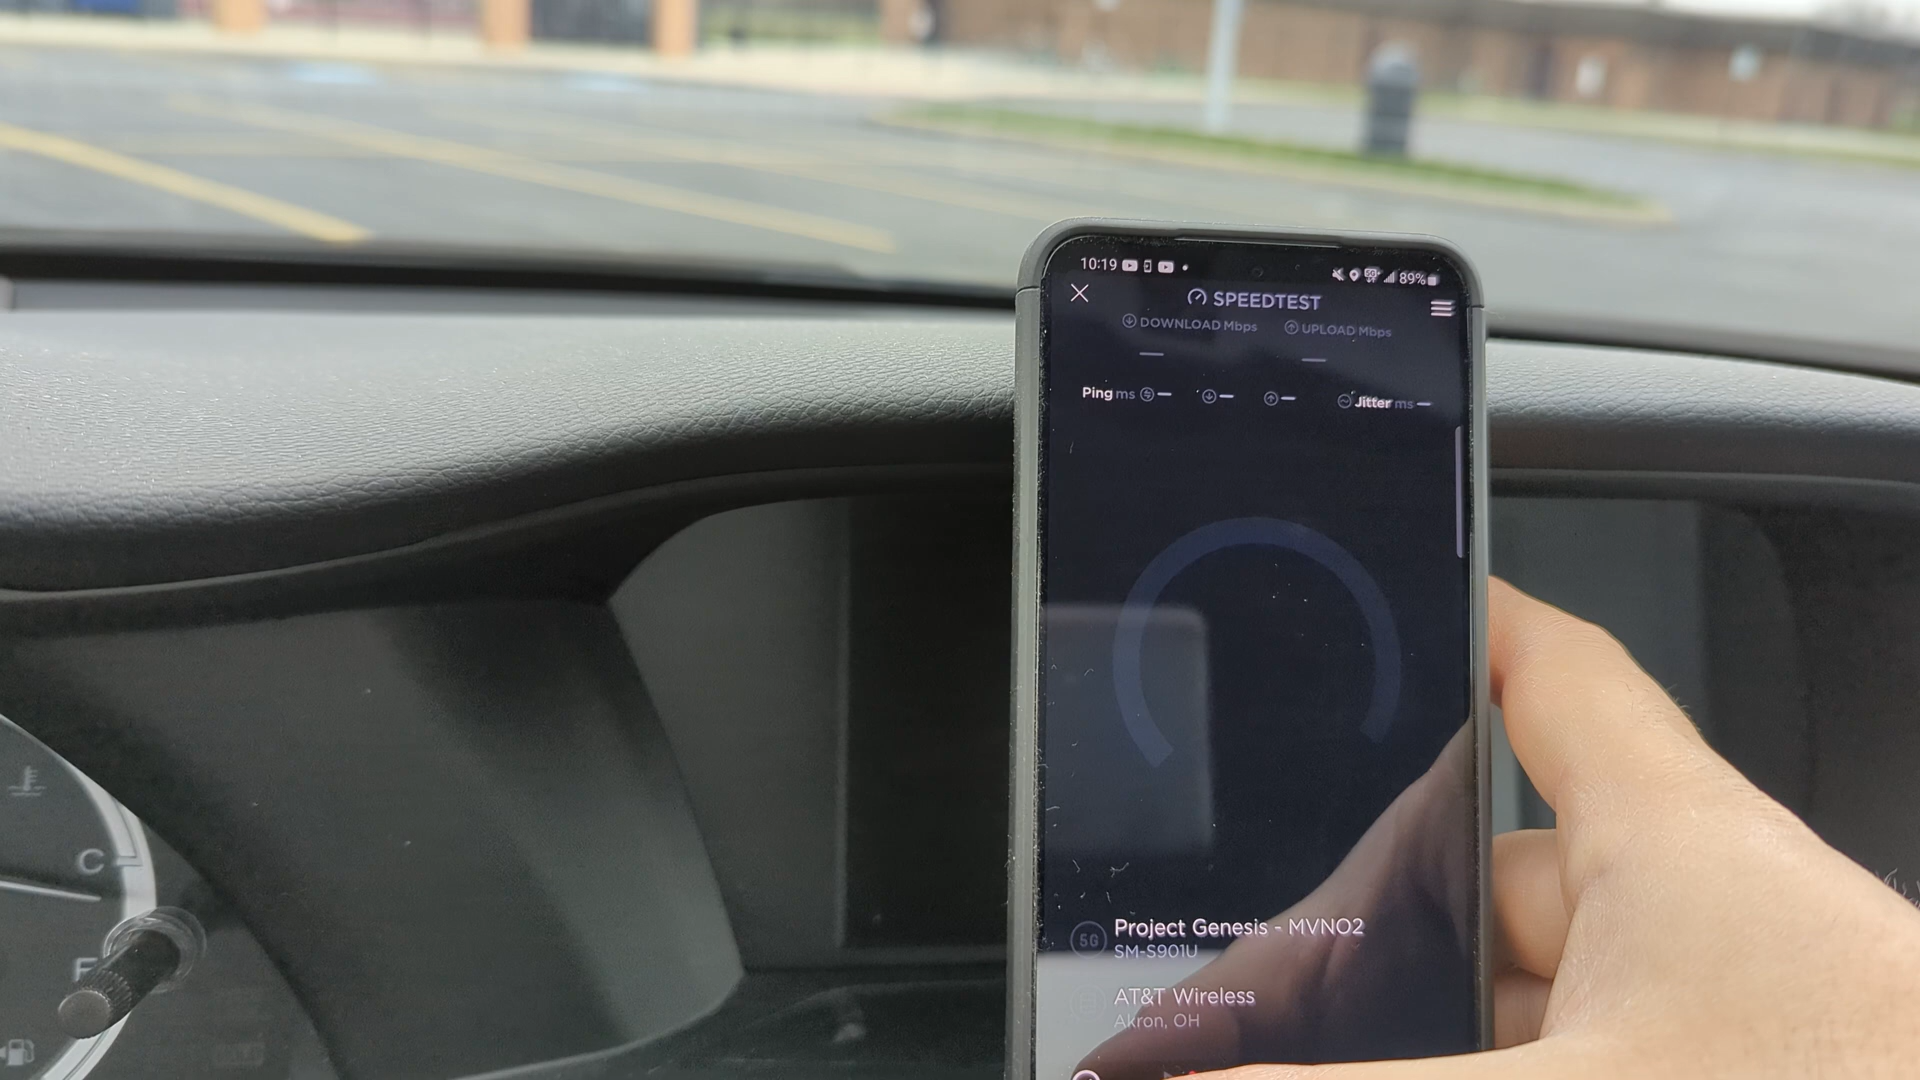 10:19
89%
SPEEDTEST
DOWNLOAD Mbps
UPLOAD Mbps
Ping ms
Jitter ms
5G
Project Genesis - MVNO2
SM-S901U
AT&T Wireless
Akron, OH
C
F